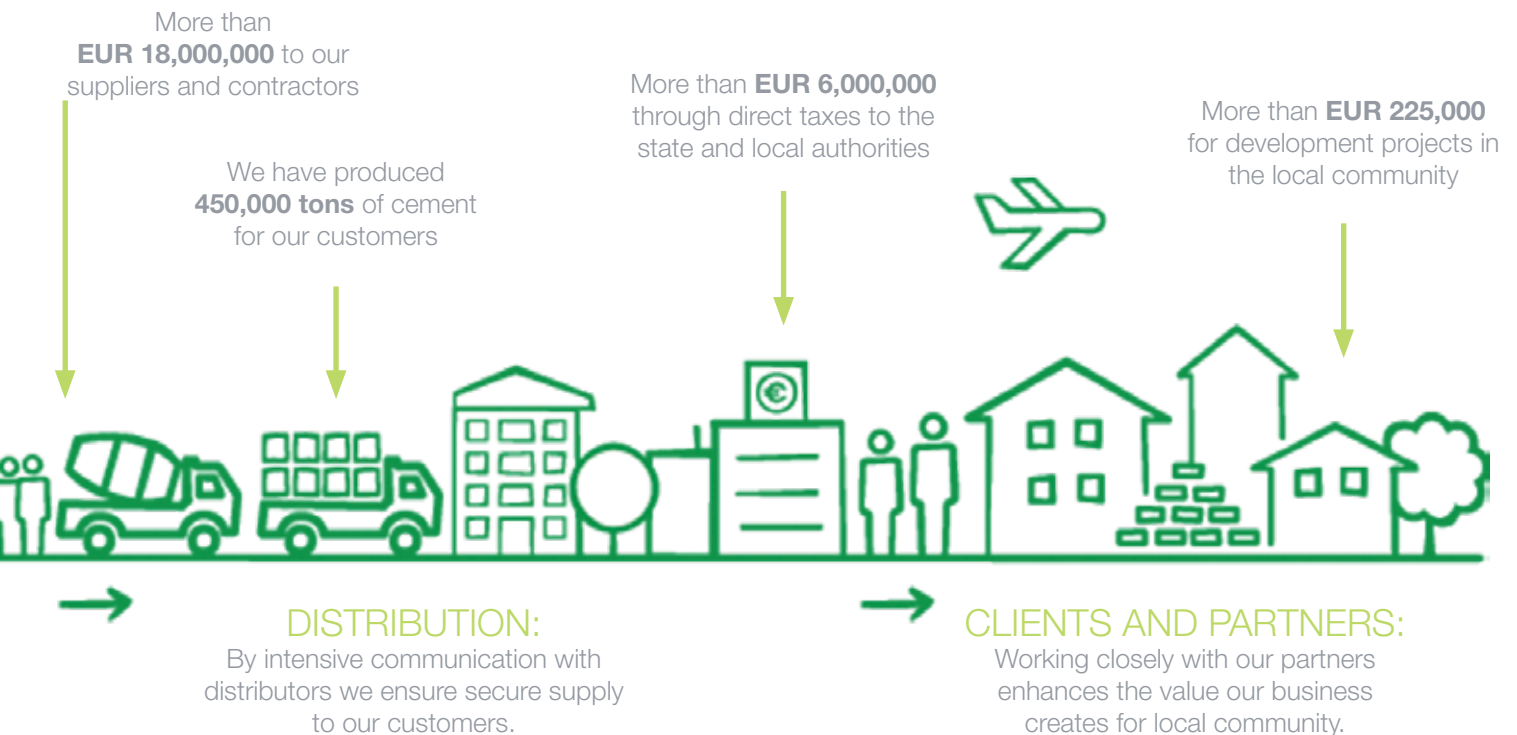 More than
EUR 18,000,000 to our
suppliers and contractors
We have produced
450,000 tons of cement
for our customers
More than EUR 6,000,000
through direct taxes to the
state and local authorities
More than EUR 225,000
for development projects in
the local community
€
DISTRIBUTION:
By intensive communication with
distributors we ensure secure supply
to our customers.
CLIENTS AND PARTNERS:
Working closely with our partners
enhances the value our business
creates for local community.